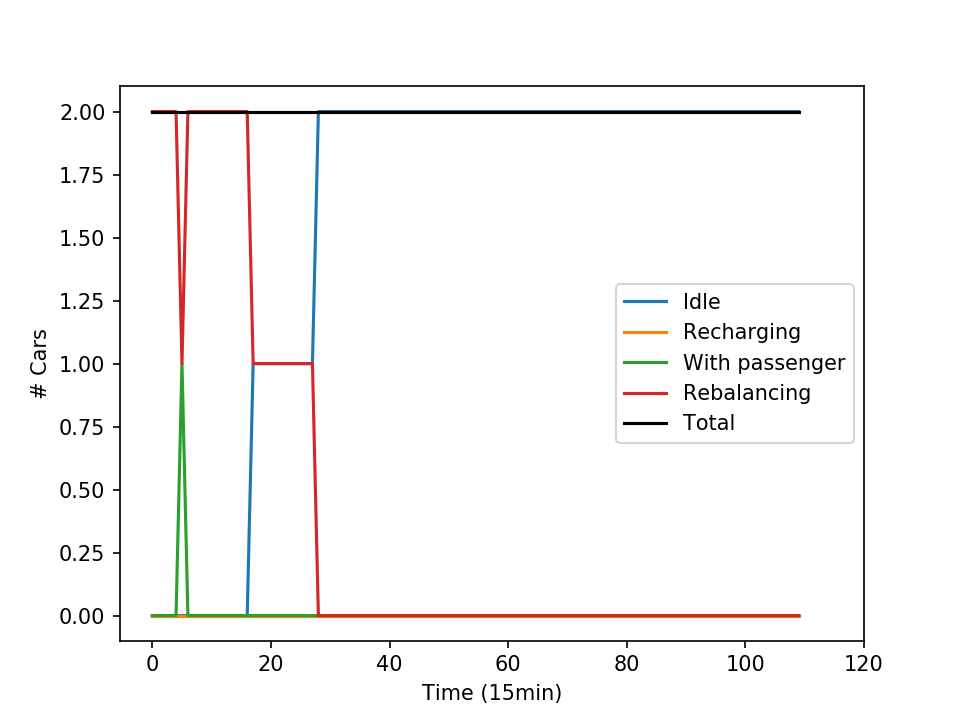 2.00
1.75
1.50
1.25
1.00
0.75
0.50
0.25
0.00
# Cars
Idle
Recharging
With passenger
Rebalancing
Total
0 20 40 60 80 100 120
Time (15min)